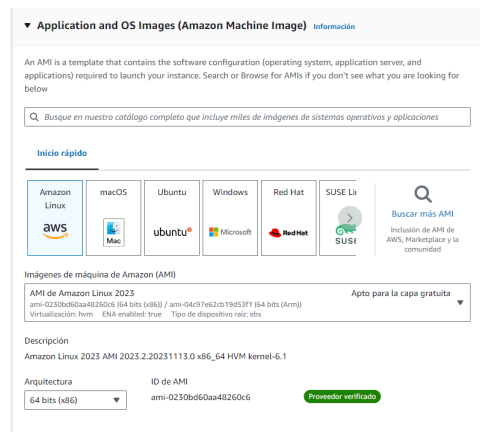 Application and OS Images (Amazon Machine Image) Información
An AMI is a template that contains the software configuration (operating system, application server, and
applications) required to launch your instance. Search or Browse for AMIs if you don't see what you are looking for
below
Busque en nuestro catálogo completo que incluye miles de imágenes de sistemas operativos y aplicaciones
Inicio rápido
Amazon
Linux
aws
macOS
Mac
Ubuntu
ubuntu
Windows
Microsoft
Red Hat
Red Hat
SUSE Li
SUSE
Buscar más AMI
Inclusión de AMI de
AWS, Marketplace y la
comunidad
Imágenes de máquina de Amazon (AMI)
AMI de Amazon Linux 2023 Apto para la capa gratuita
ami-0230bd60aa48260c6 (64 bits (x86)) / ami-04c97e62cb19d53f1 (64 bits (Arm))
Virtualización: hvm ENA enabled: true Tipo de dispositivo raíz: ebs
Descripción
Amazon Linux 2023 AMI 2023.2.20231113.0 x86_64 HVM kernel-6.1
Arquitectura ID de AMI
64 bits (x86) ami-0230bd60aa48260c6 Proveedor verificado